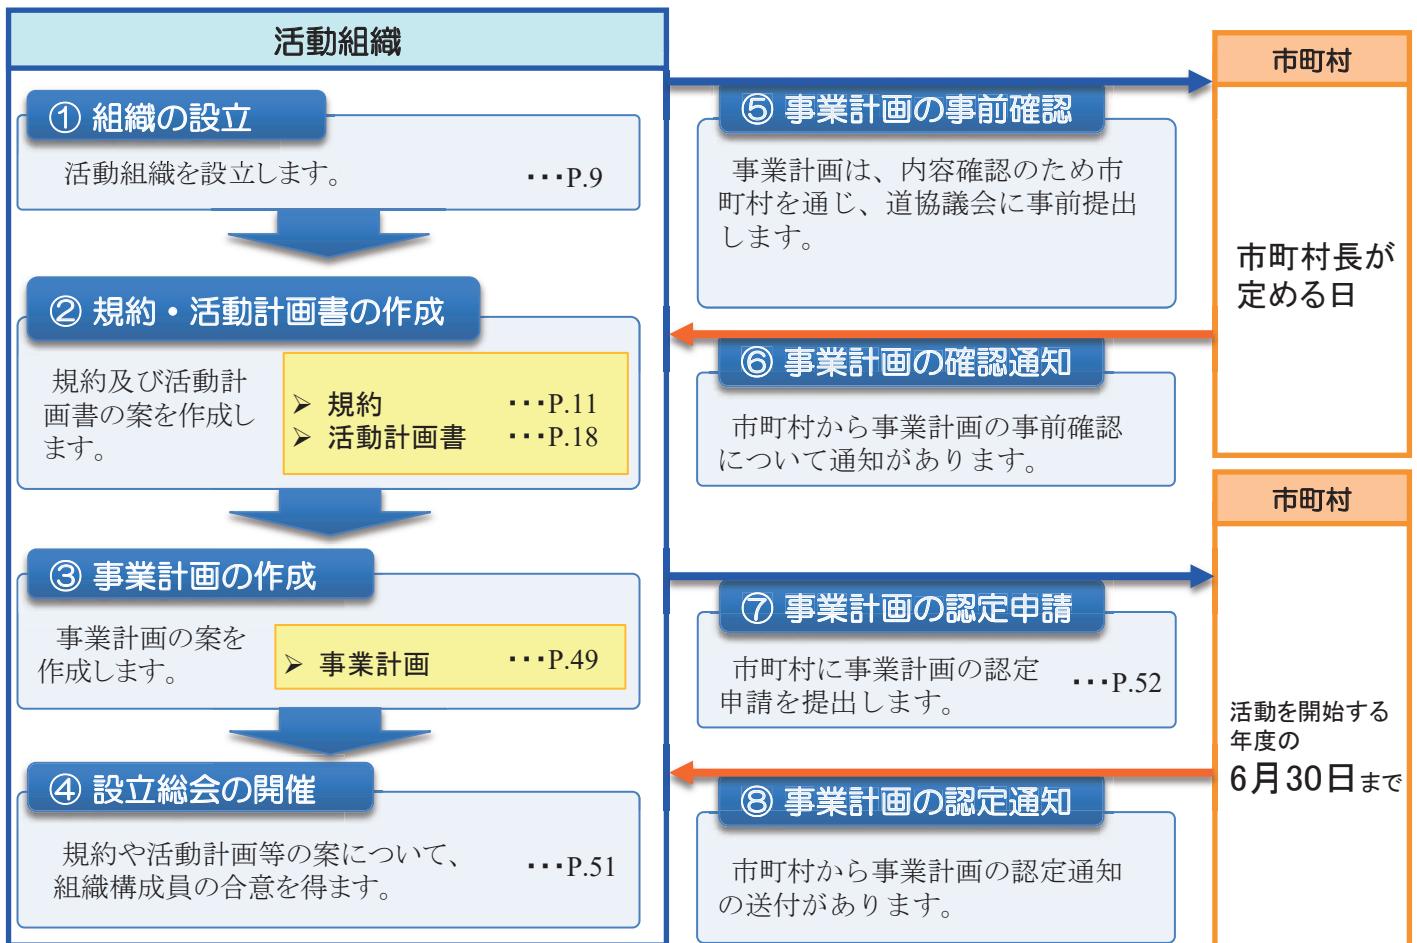 活動組織
① 組織の設立
活動組織を設立します。 ･･･P.9
② 規約・活動計画書の作成
規約及び活動計
画書の案を作成し
ます。
➢ 規約 ･･･P.11
➢ 活動計画書 ･･･P.18
③ 事業計画の作成
事業計画の案を
作成します。
➢ 事業計画 ･･･P.49
④ 設立総会の開催
規約や活動計画等の案について、
組織構成員の合意を得ます。 ･･･P.51
⑤ 事業計画の事前確認
事業計画は、内容確認のため市
町村を通じ、道協議会に事前提出
します。
⑥ 事業計画の確認通知
市町村から事業計画の事前確認
について通知があります。
⑦ 事業計画の認定申請
市町村に事業計画の認定
申請を提出します。 ･･･P.52
⑧ 事業計画の認定通知
市町村から事業計画の認定通知
の送付があります。
市町村
市町村長が
定める日
市町村
活動を開始する
年度の
6月30日まで